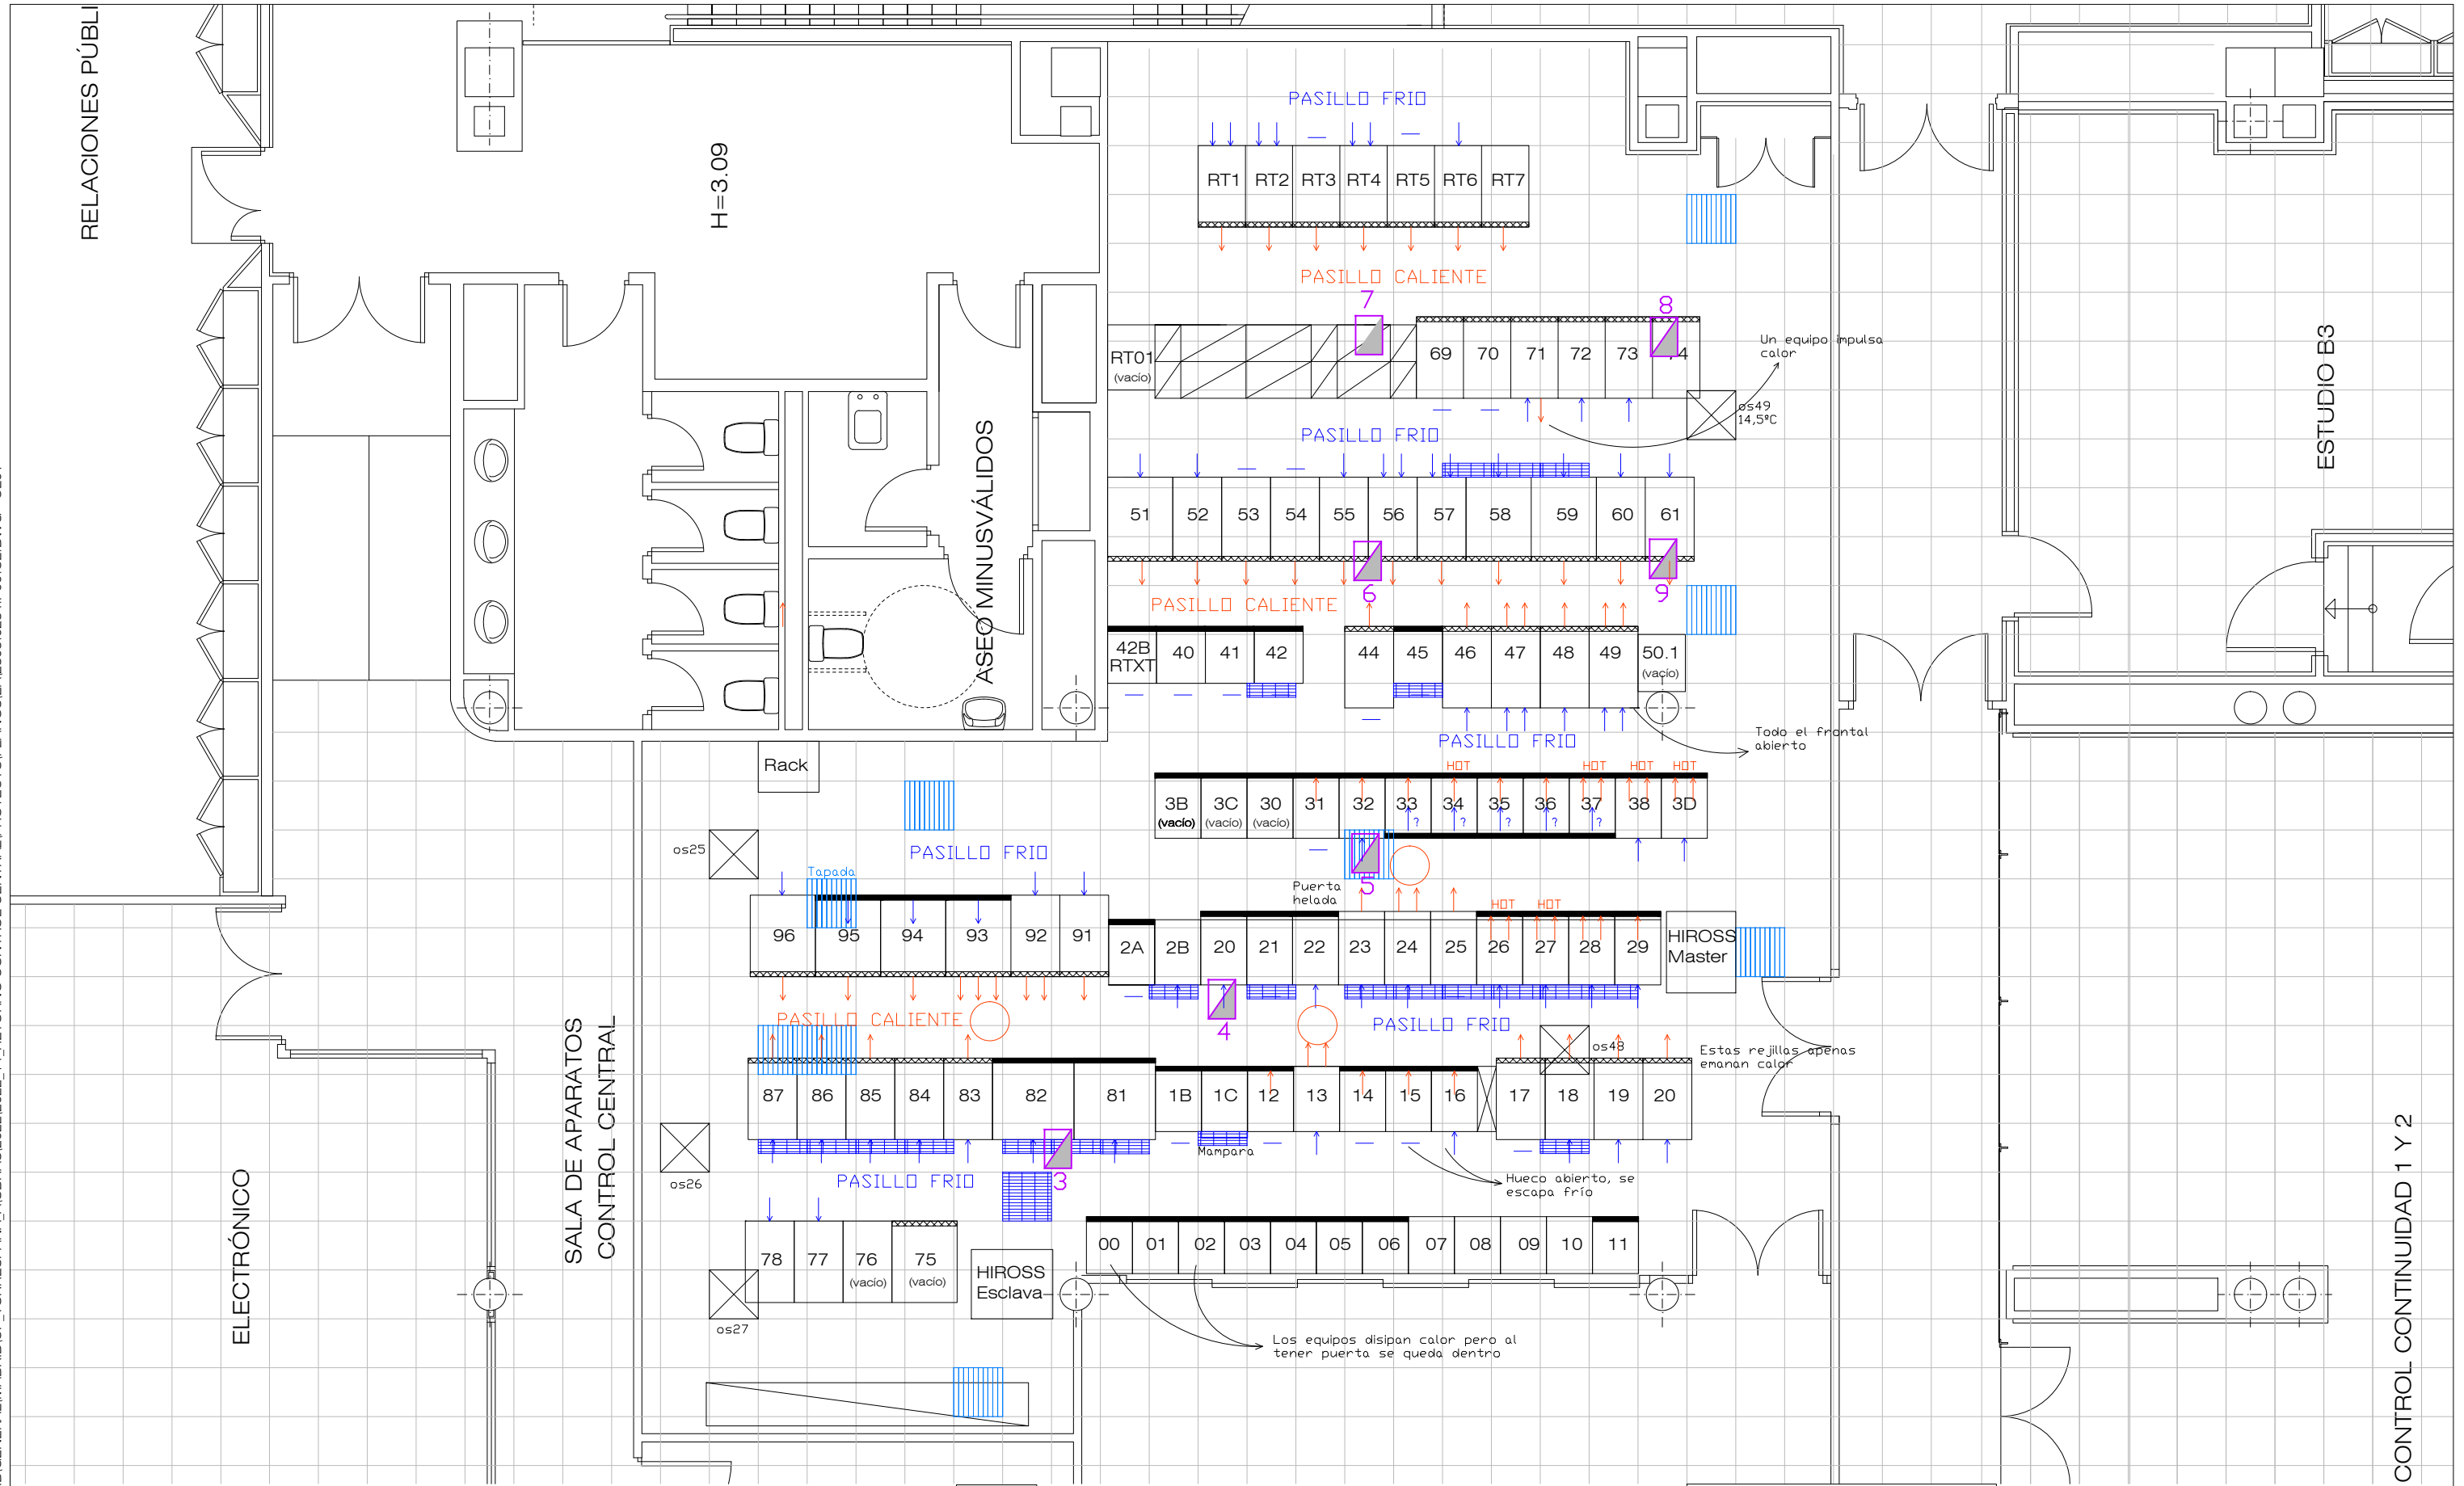 RELACIONES PÚBLI
H=3.09
PASILLO FRIO
RT1 RT2 RT3 RT4 RT5 RT6 RT7
PASILLO CALIENTE
7
8
RT01
(vacío)
69 70 71 72 73 74
Un equipo impulsa
calor
os49
14,5ºC
ESTUDIO B3
PASILLO FRIO
51 52 53 54 55 56 57 58 59 60 61
6
9
ASEO MINUSVÁLIDOS
PASILLO CALIENTE
42B
RTXT
40 41 42 44 45 46 47 48 49 50.1
(vacío)
Todo el frontal
abierto
PASILLO FRIO
Rack
HOT HOT HOT HOT
3B
(vacío)
3C
(vacío)
30
(vacío)
31 32 33 34 35 36 37 38 3D
? ? ? ? ?
os25
PASILLO FRIO
Tapada
5
Puerta
helada
HOT HOT
96 95 94 93 92 91
2A 2B 20 21 22 23 24 25 26 27 28 29
HIROSS
Master
4
PASILLO CALIENTE
PASILLO FRIO
os48
Estas rejillas apenas
emanan calor
SALA DE APARATOS
CONTROL CENTRAL
87 86 85 84 83 82 81
1B 1C 12 13 14 15 16 17 18 19 20
Mampara
os26
PASILLO FRIO
3
Hueco abierto, se
escapa frío
ELECTRÓNICO
78 77 76
(vacío)
75
(vacío)
HIROSS
Esclava
00 01 02 03 04 05 06 07 08 09 10 11
os27
Los equipos disipan calor pero al
tener puerta se queda dentro
CONTROL CONTINUIDAD 1 Y 2